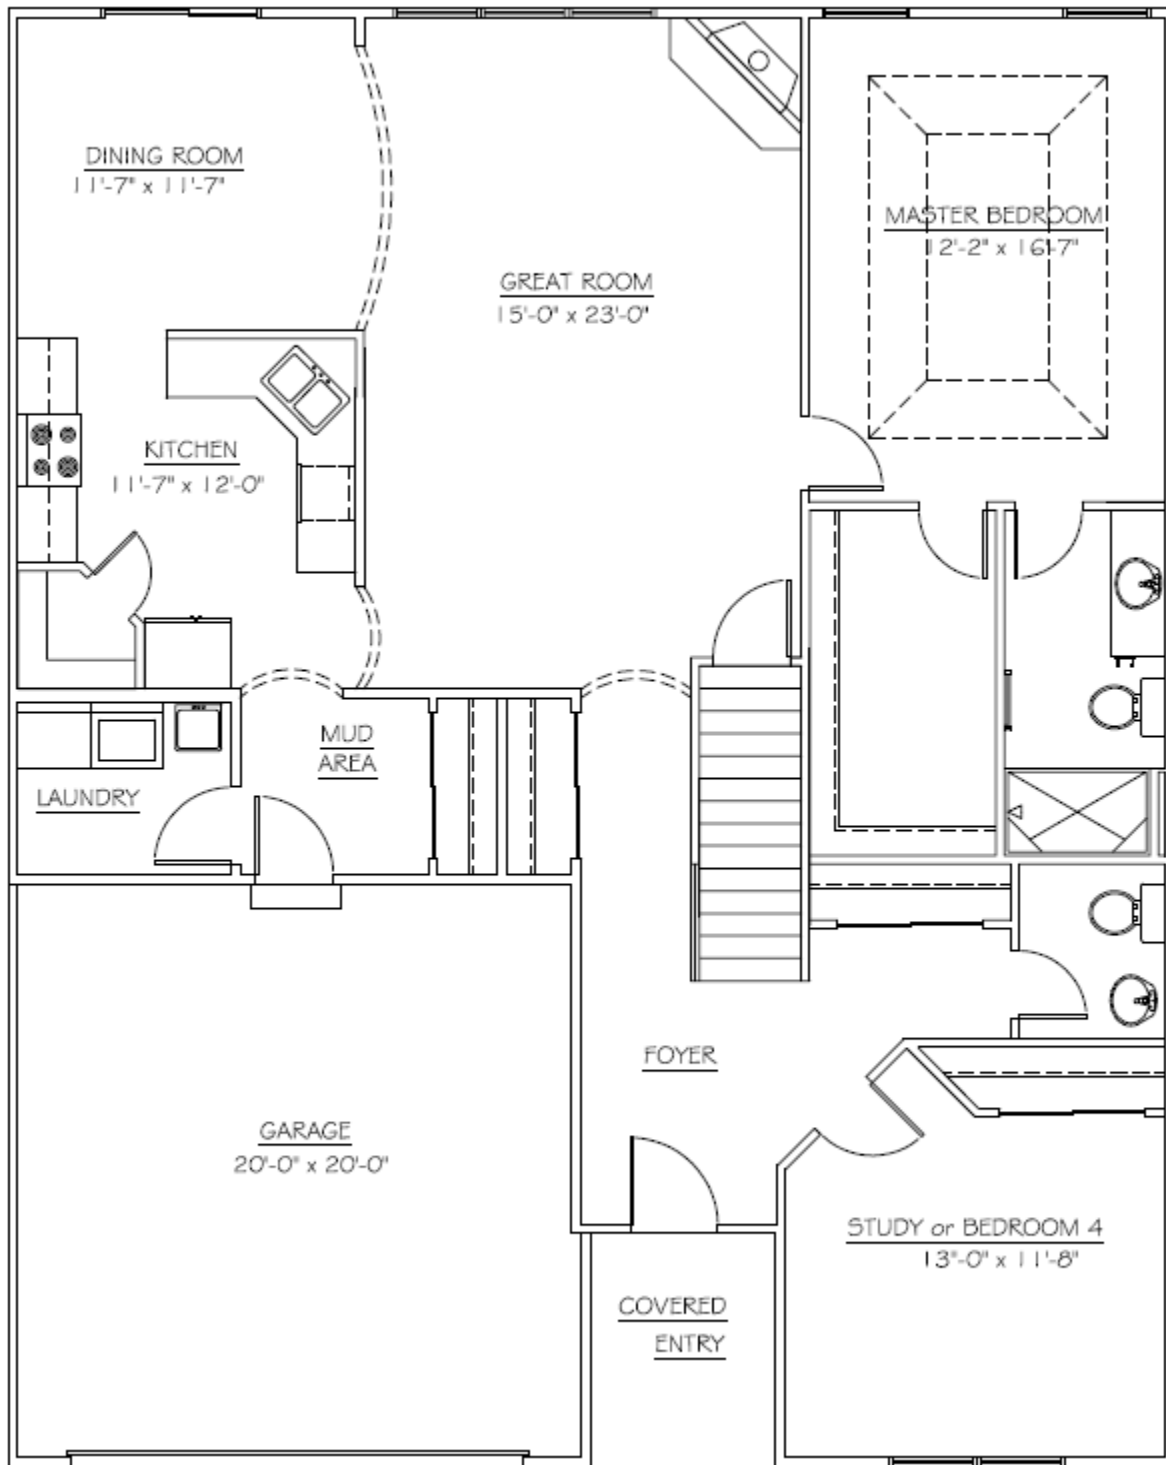 DINING ROOM
11'-7" x 11'-7"
MASTER BEDROOM
12'-2" x 16'-7"
GREAT ROOM
15'-0" x 23'-0"
KITCHEN
11'-7" x 12'-0"
MUD
AREA
LAUNDRY
FOYER
GARAGE
20'-0" x 20'-0"
STUDY or BEDROOM 4
13"-0" x 11'-8"
COVERED
ENTRY